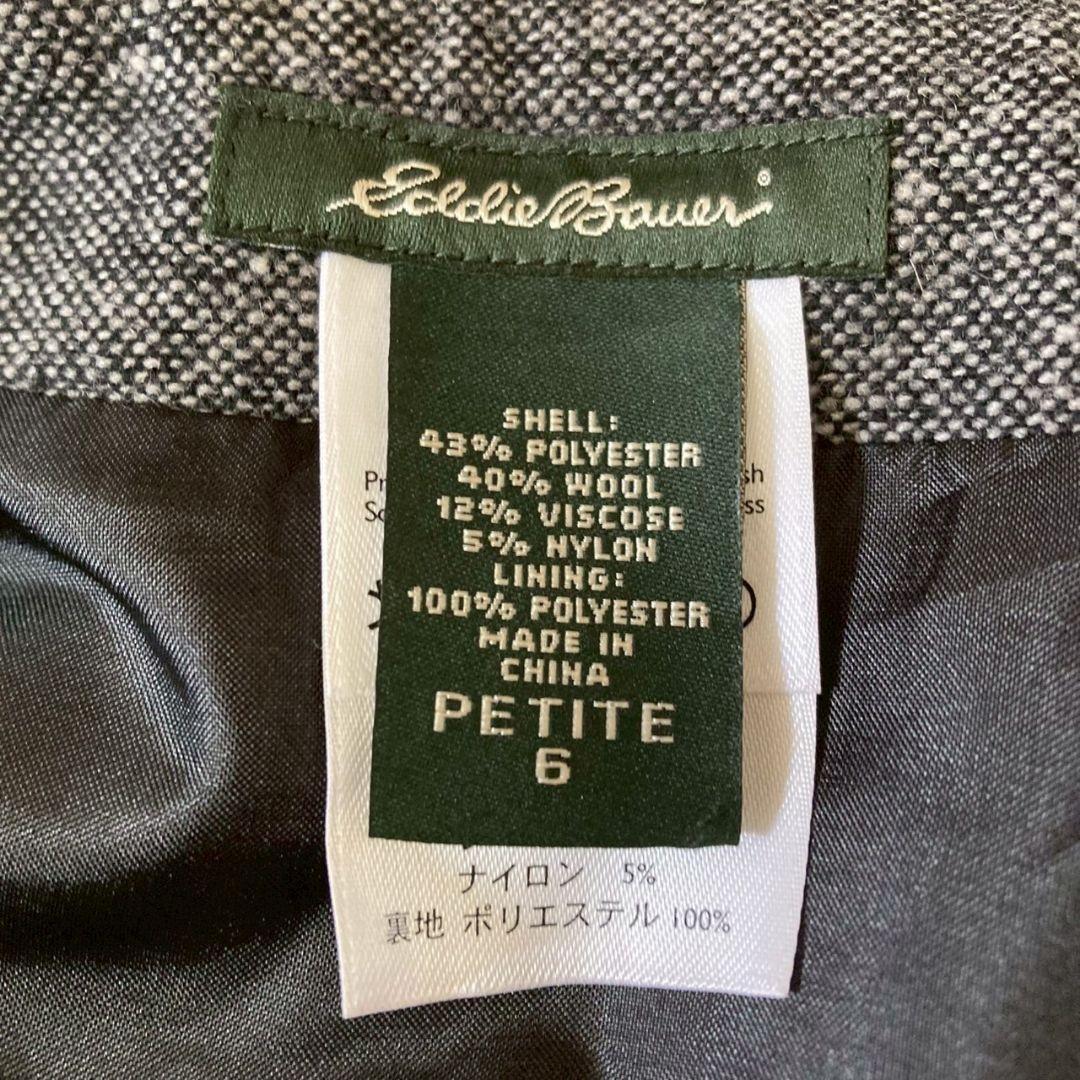 Eddie Bauer®
SHELL:
43% POLYESTER
40% WOOL
12% VISCOSE
5% NYLON
LINING:
100% POLYESTER
MADE IN
CHINA
PETITE
6
ナイロン 5%
裏地 ポリエステル 100%